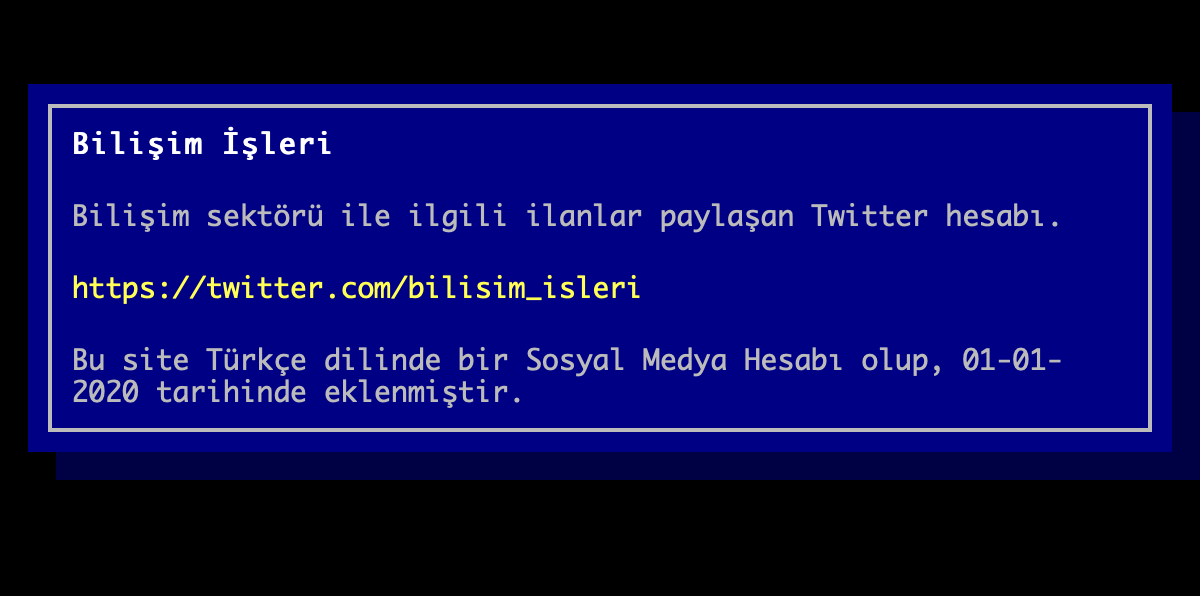 Bilişim İşleri
Bilişim sektörü ile ilgili ilanlar paylaşan Twitter hesabı.
https://twitter.com/bilisim_isleri
Bu site Türkçe dilinde bir Sosyal Medya Hesabı olup, 01-01-
2020 tarihinde eklenmiştir.